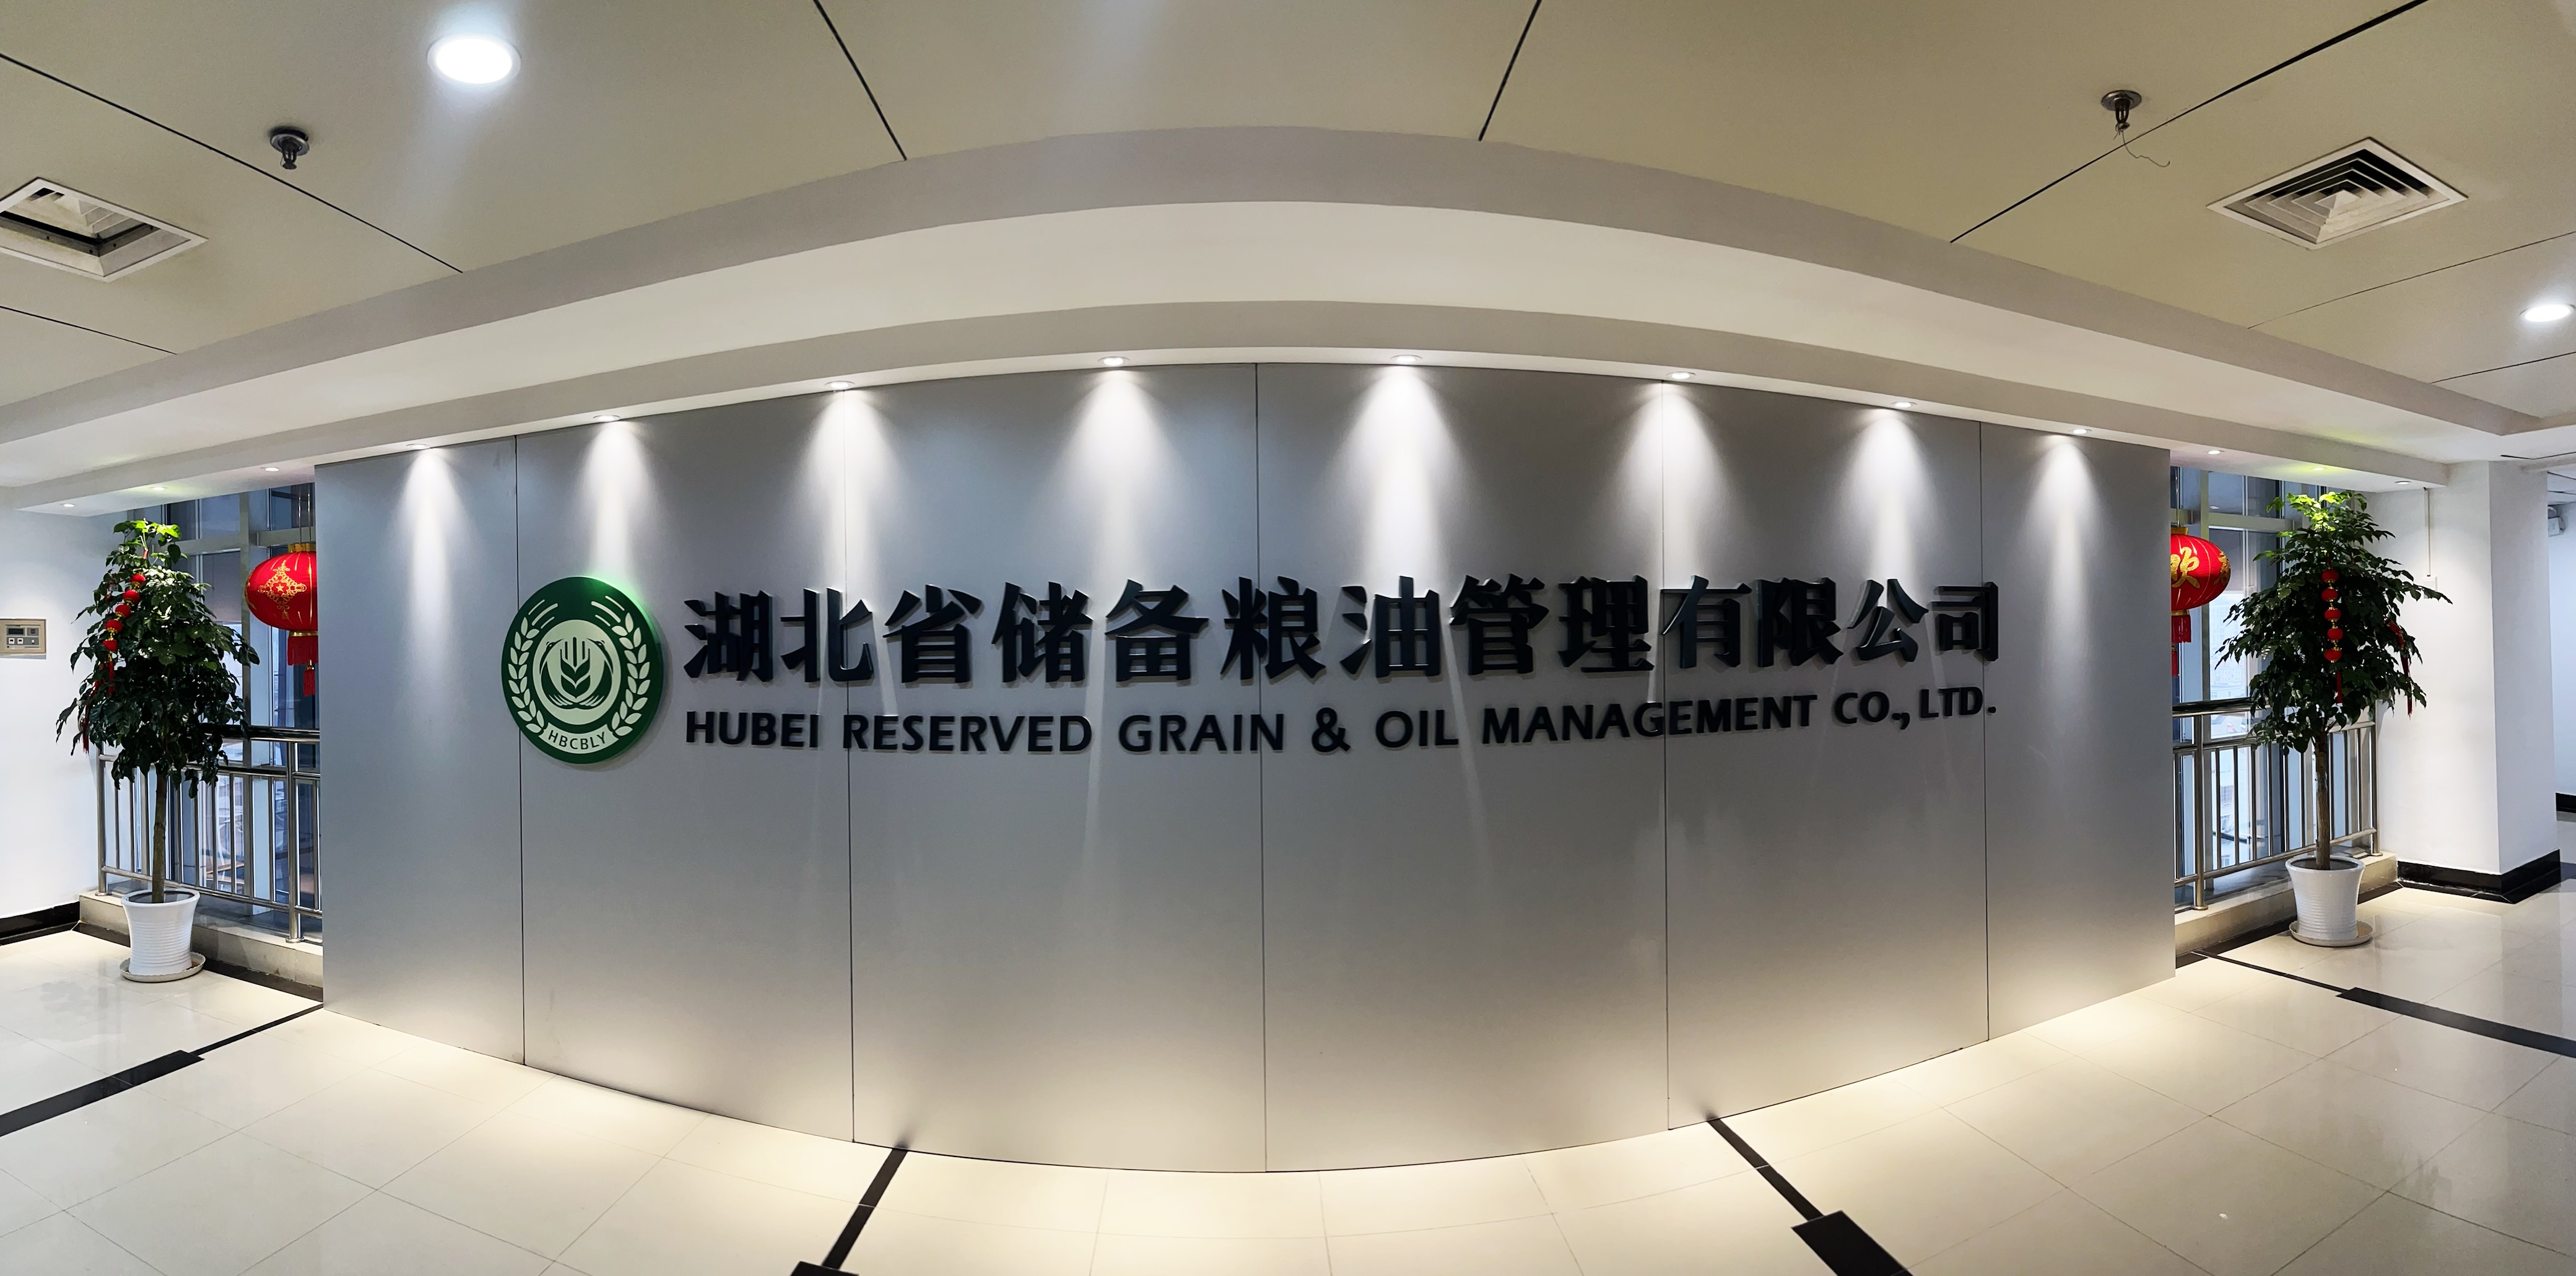 湖北省储备粮油管理有限公司
HUBEI RESERVED GRAIN & OIL MANAGEMENT CO., LTD.
HBCBLY